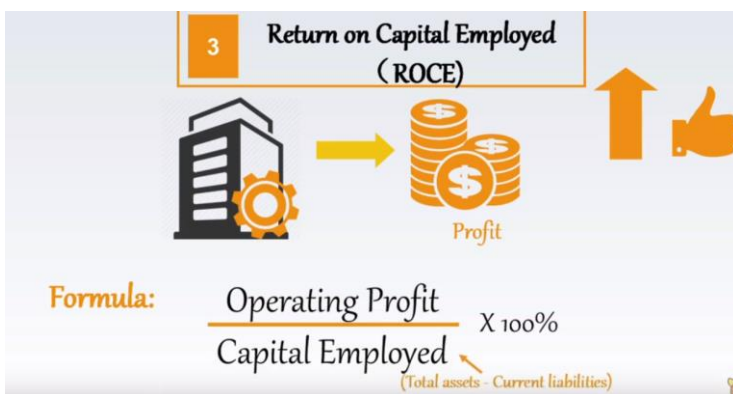 3
Return on Capital Employed
(ROCE)
$
$
$
Profit
Formula:
Operating Profit
Capital Employed
X 100%
(Total assets - Current liabilities)